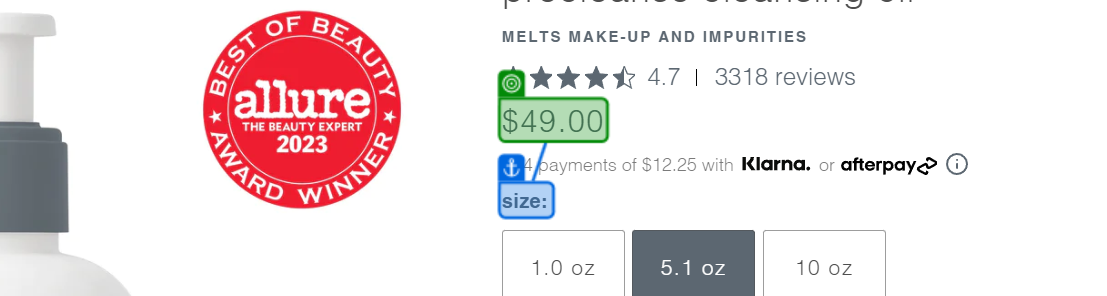 BEST OF BEAUTY
allure
THE BEAUTY EXPERT
2023
AWARD WINNER
MELTS MAKE-UP AND IMPURITIES
4.7 | 3318 reviews
$49.00
4 payments of $12.25 with Klarna. or afterpay
size:
1.0 oz
5.1 oz
10 oz